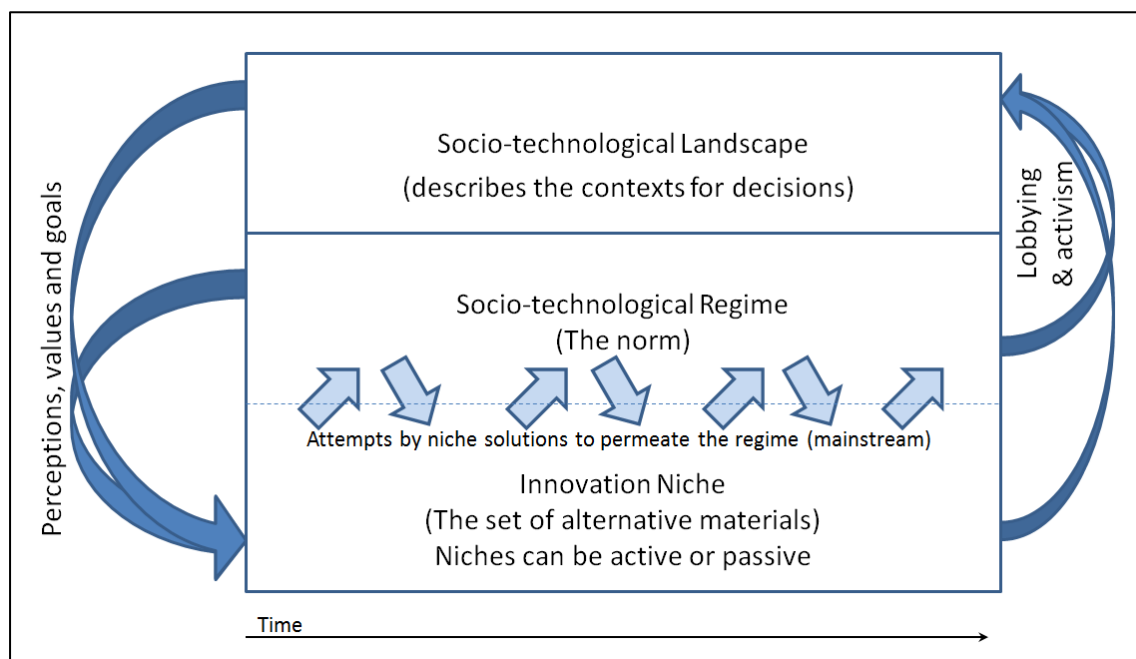 Perceptions, values and goals
Socio-technological Landscape
(describes the contexts for decisions)
Lobbying
& activism
Socio-technological Regime
(The norm)
Attempts by niche solutions to permeate the regime (mainstream)
Innovation Niche
(The set of alternative materials)
Niches can be active or passive
Time